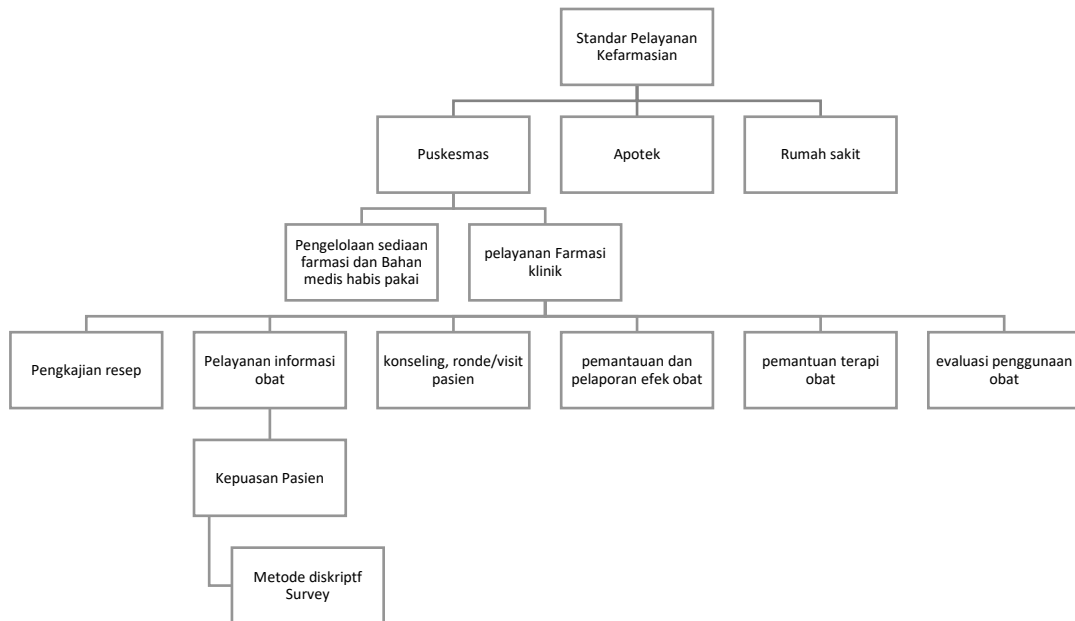 Standar Pelayanan
Kefarmasian
Puskesmas
Apotek
Rumah sakit
Pengelolaan sediaan
farmasi dan Bahan
medis habis pakai
pelayanan Farmasi
klinik
Pengkajian resep
Pelayanan informasi
obat
konseling, ronde/visit
pasien
pemantauan dan
pelaporan efek obat
pemantuan terapi
obat
evaluasi penggunaan
obat
Kepuasan Pasien
Metode diskriptf
Survey